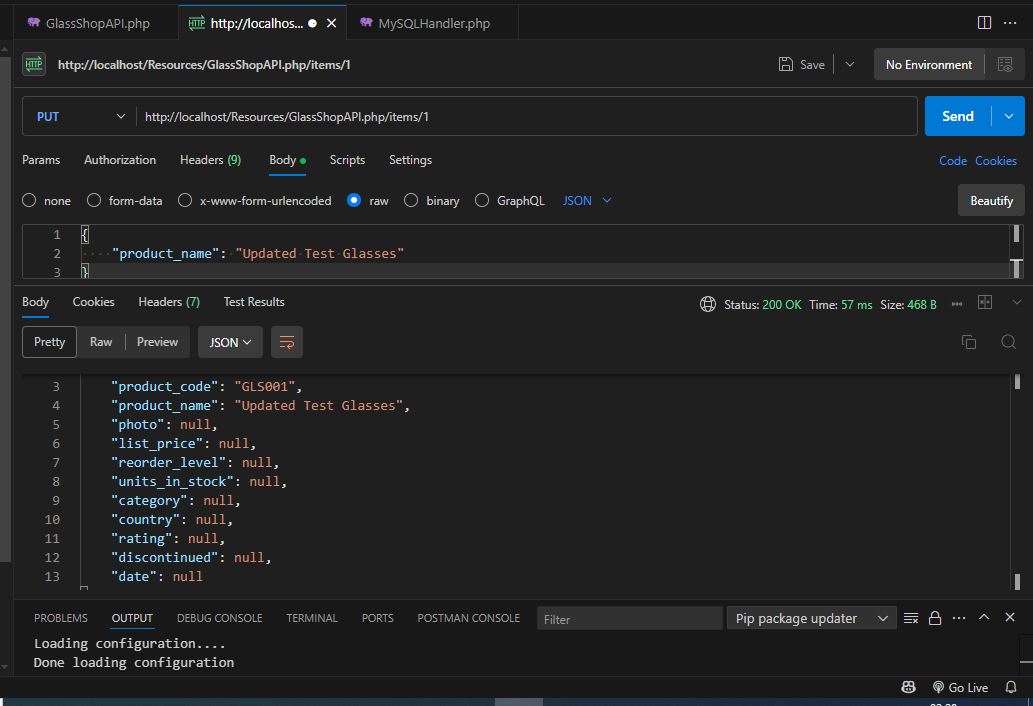 GlassShopAPI.php
HTTP http://localhos...
MySQLHandler.php
HTTP http://localhost/Resources/GlassShopAPI.php/items/1
Save
No Environment
PUT
http://localhost/Resources/GlassShopAPI.php/items/1
Send
Params Authorization Headers (9) Body Scripts Settings
Code Cookies
none form-data x-www-form-urlencoded raw binary GraphQL JSON
Beautify
1 {
2 ····"product_name":·"Updated·Test·Glasses"
3 }
Body Cookies Headers (7) Test Results
Status: 200 OK Time: 57 ms Size: 468 B
Pretty Raw Preview JSON
3 "product_code": "GLS001",
4 "product_name": "Updated Test Glasses",
5 "photo": null,
6 "list_price": null,
7 "reorder_level": null,
8 "units_in_stock": null,
9 "category": null,
10 "country": null,
11 "rating": null,
12 "discontinued": null,
13 "date": null
PROBLEMS OUTPUT DEBUG CONSOLE TERMINAL PORTS POSTMAN CONSOLE
Filter
Pip package updater
Loading configuration....
Done loading configuration
Go Live